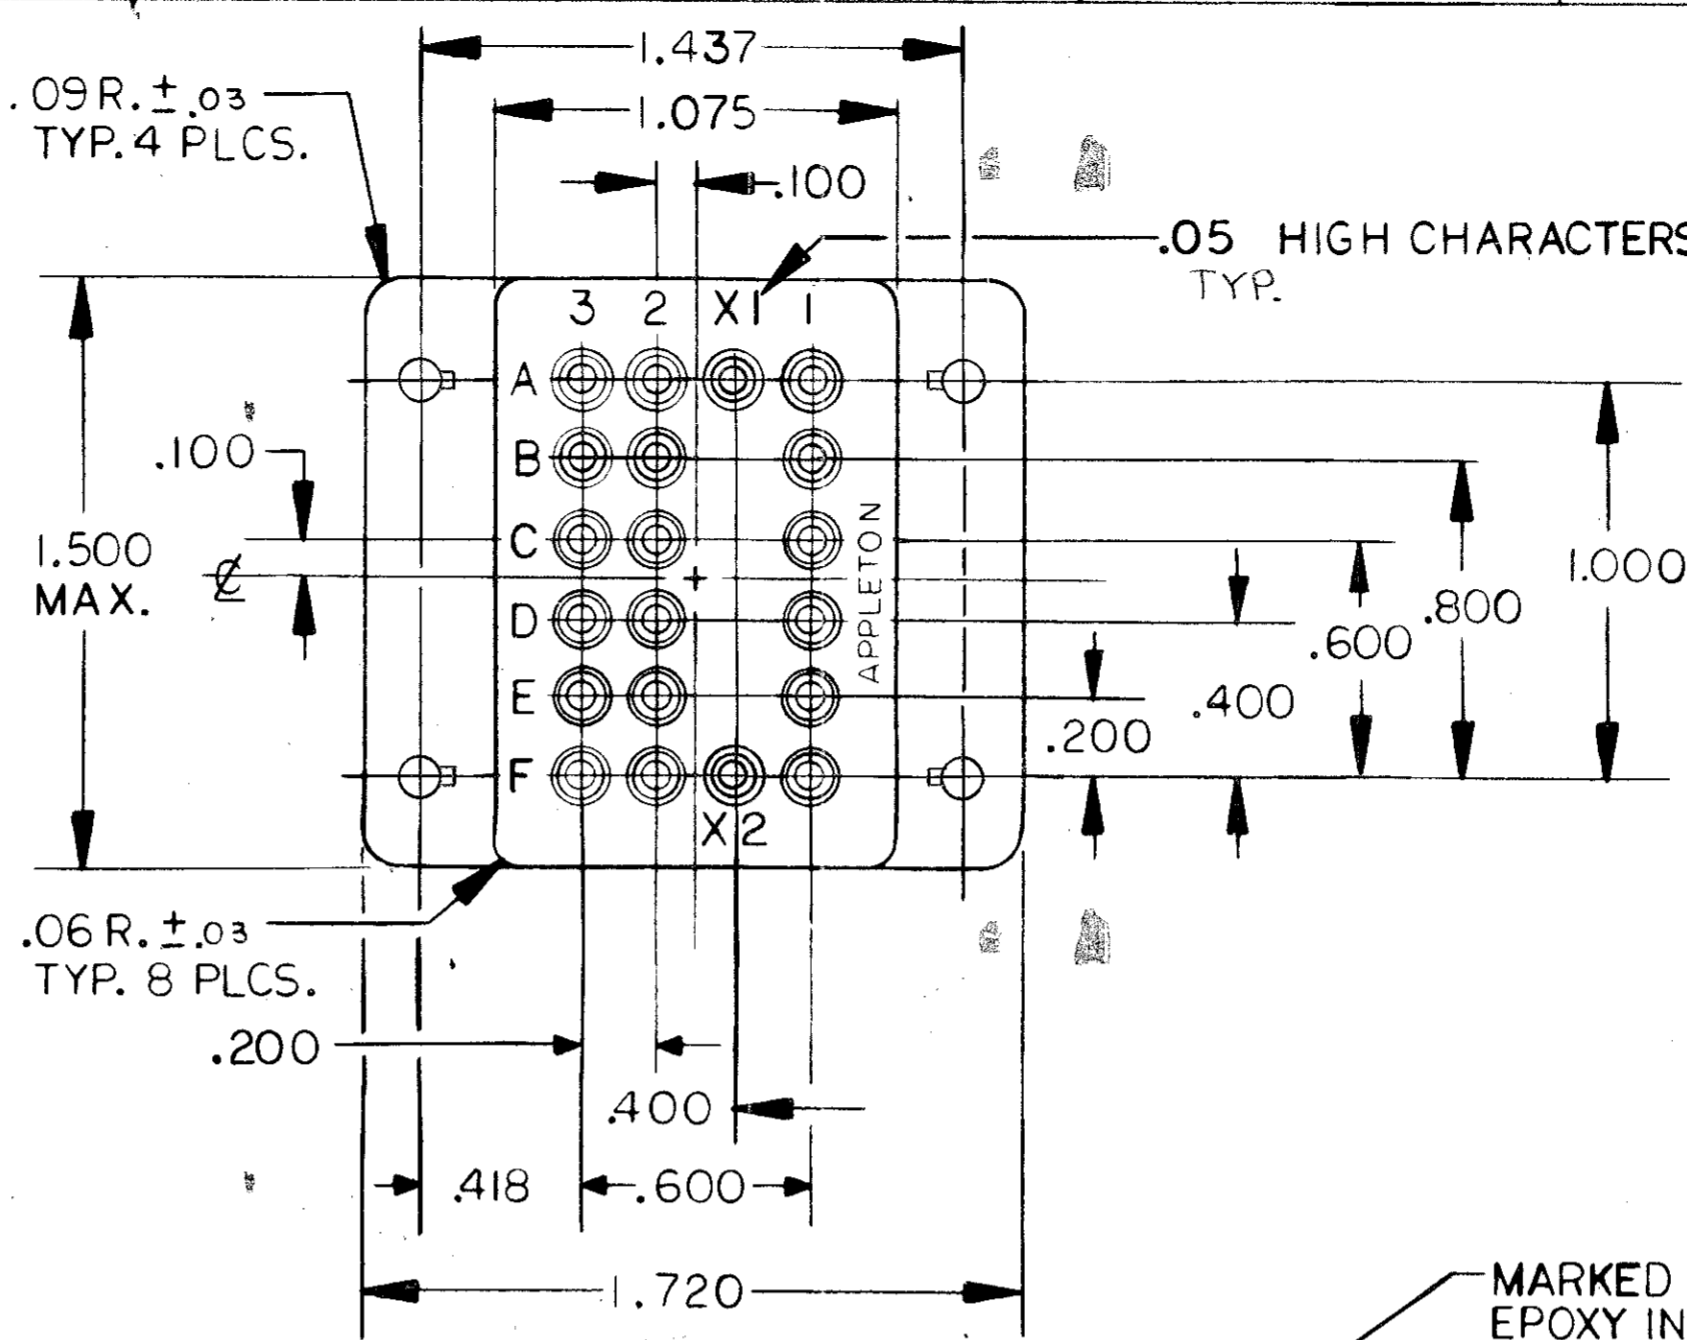 1.437
.09 R. ± .03
TYP. 4 PLCS.
1.075
.100
.05 HIGH CHARACTERS
TYP.
3 2 X1 1
A
B
.100
C
1.500
MAX.
℄
APPLETON
1.000
D
.800
.600
E
.400
.200
F
X2
.06 R. ± .03
TYP. 8 PLCS.
.200
.400
.418
.600
1.720
MARKED
EPOXY IN